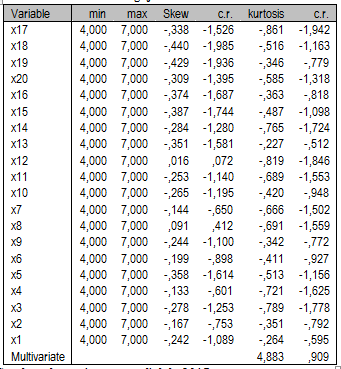 Variable min max Skew c.r. kurtosis c.r.
x17 4,000 7,000 -,338 -1,526 -,861 -1,942
x18 4,000 7,000 -,440 -1,985 -,516 -1,163
x19 4,000 7,000 -,429 -1,936 -,346 -,779
x20 4,000 7,000 -,309 -1,395 -,585 -1,318
x16 4,000 7,000 -,374 -1,687 -,363 -,818
x15 4,000 7,000 -,387 -1,744 -,487 -1,098
x14 4,000 7,000 -,284 -1,280 -,765 -1,724
x13 4,000 7,000 -,351 -1,581 -,227 -,512
x12 4,000 7,000 ,016 ,072 -,819 -1,846
x11 4,000 7,000 -,253 -1,140 -,689 -1,553
x10 4,000 7,000 -,265 -1,195 -,420 -,948
x7 4,000 7,000 -,144 -,650 -,666 -1,502
x8 4,000 7,000 ,091 ,412 -,691 -1,559
x9 4,000 7,000 -,244 -1,100 -,342 -,772
x6 4,000 7,000 -,199 -,898 -,411 -,927
x5 4,000 7,000 -,358 -1,614 -,513 -1,156
x4 4,000 7,000 -,133 -,601 -,721 -1,625
x3 4,000 7,000 -,278 -1,253 -,789 -1,778
x2 4,000 7,000 -,167 -,753 -,351 -,792
x1 4,000 7,000 -,242 -1,089 -,264 -,595
Multivariate 4,883 ,909